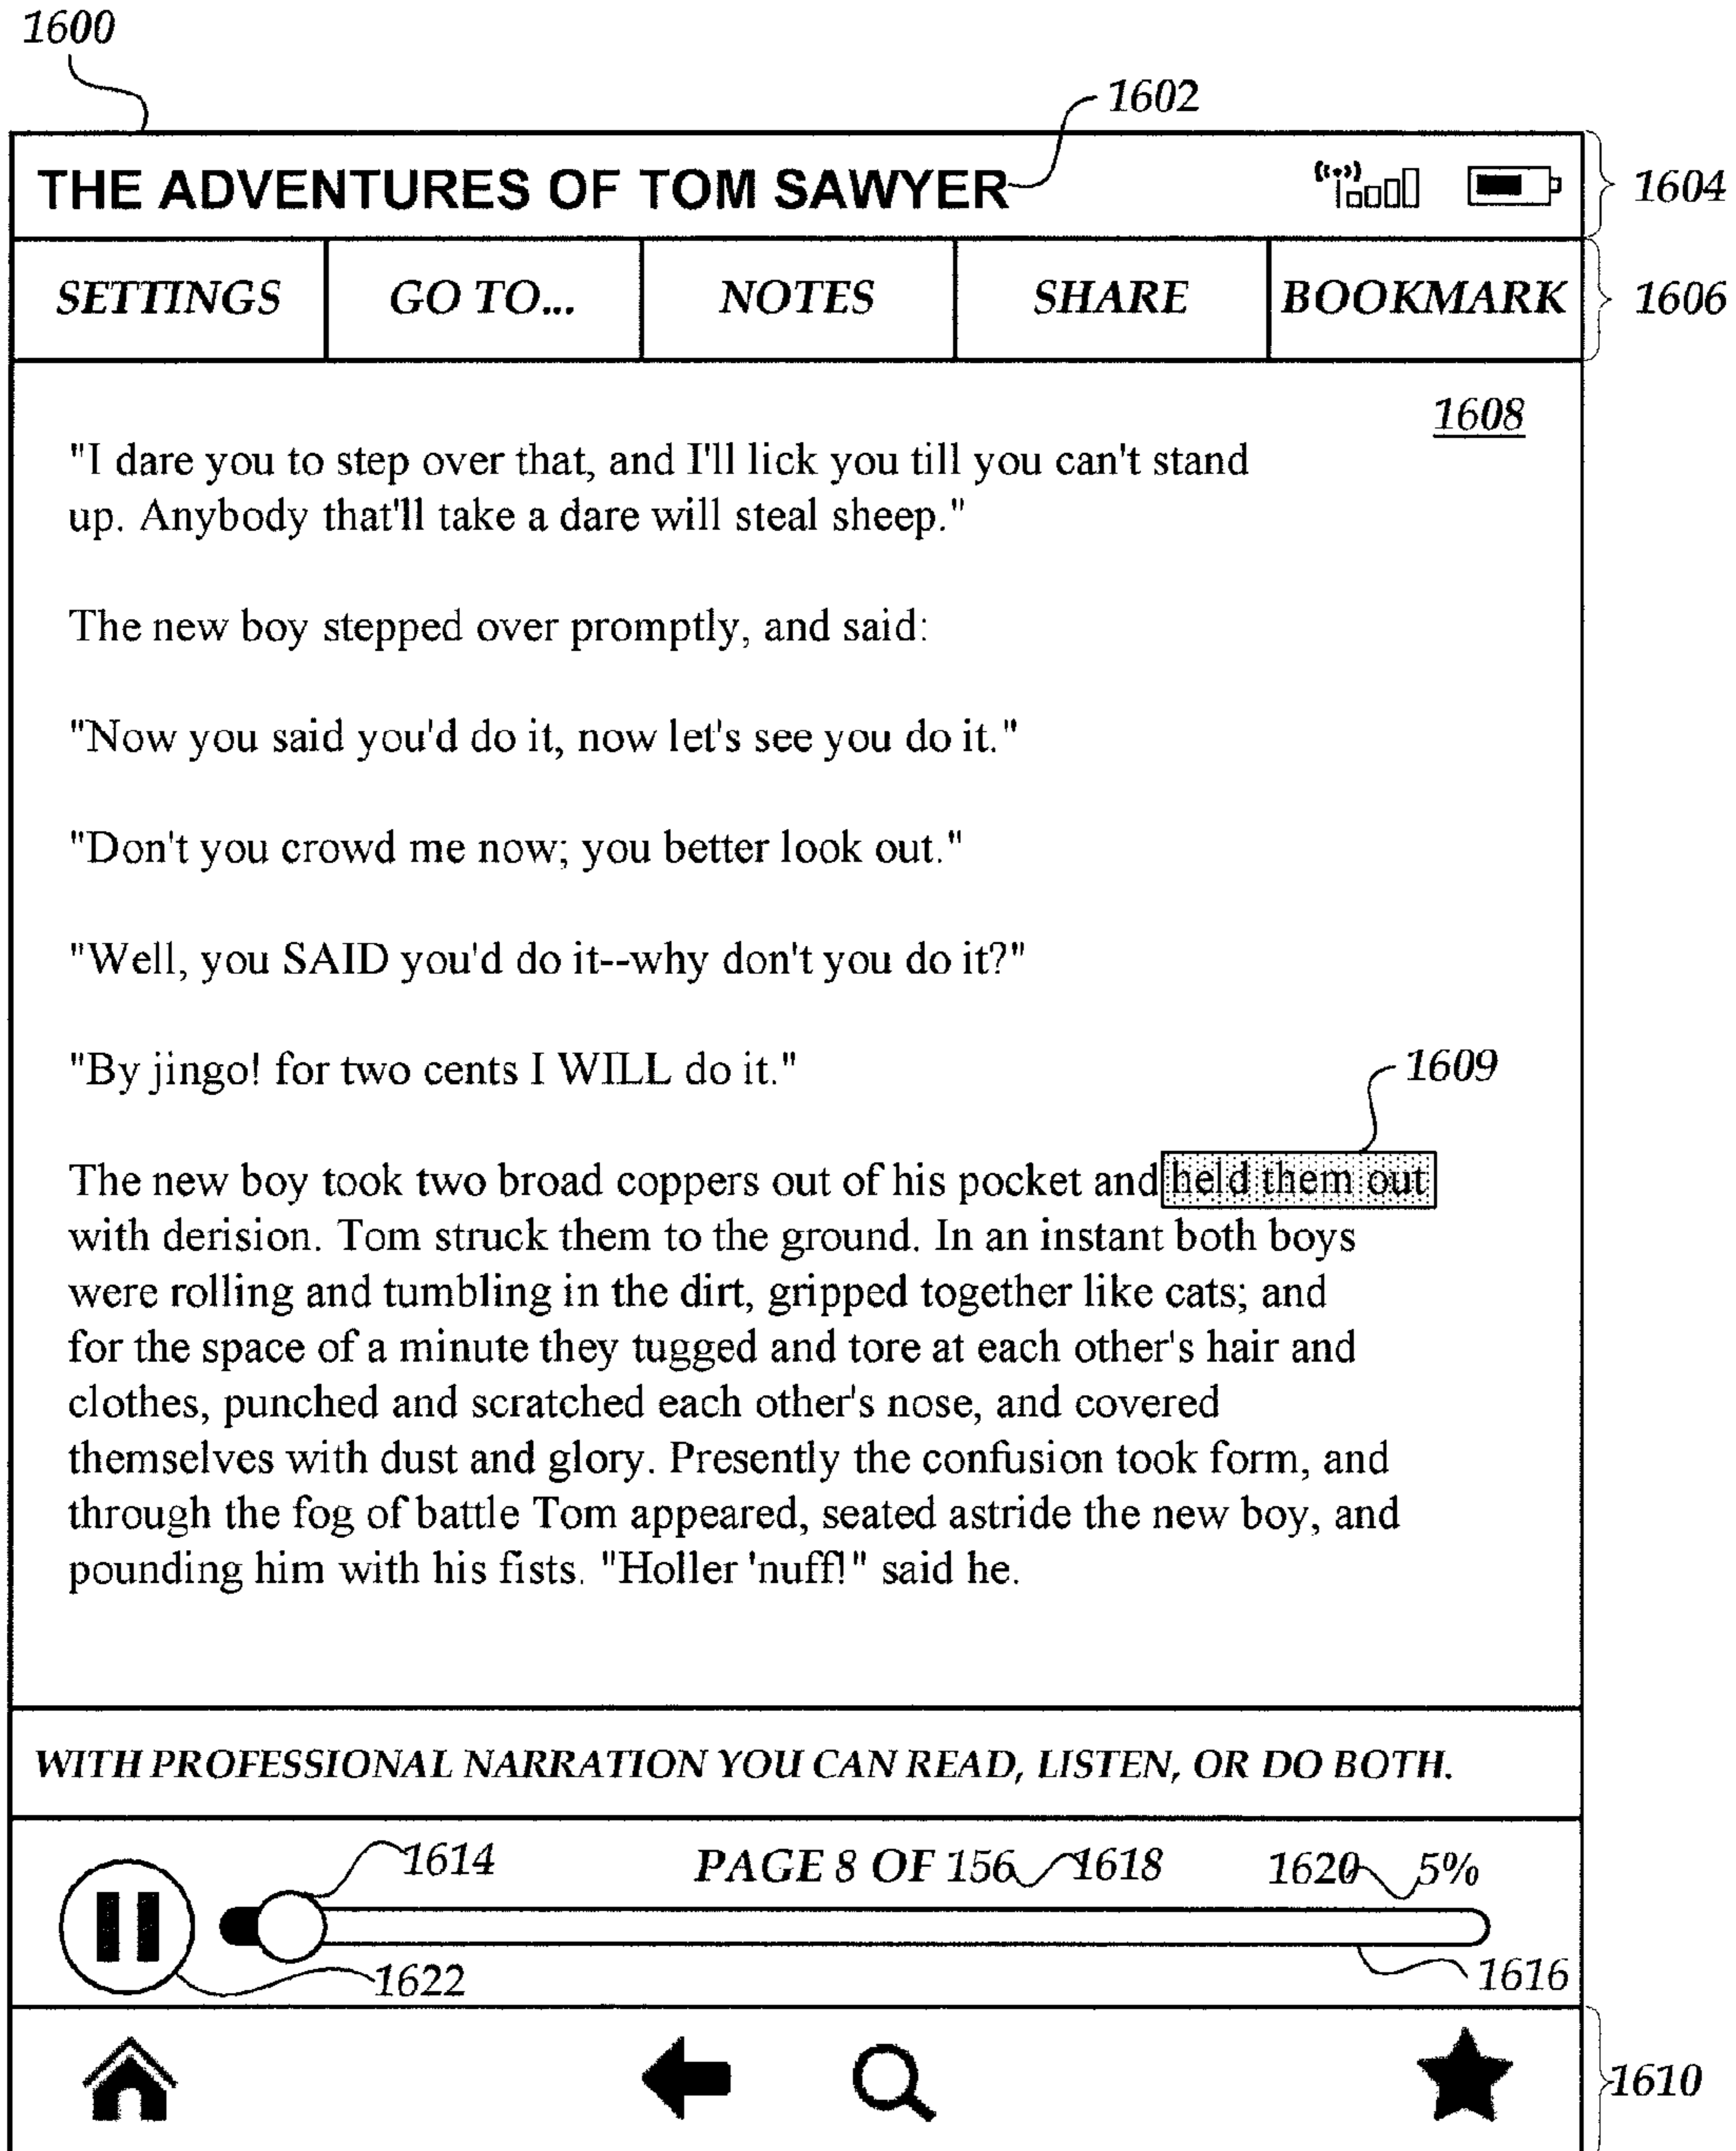 1600
1602
THE ADVENTURES OF TOM SAWYER
1604
SETTINGS GO TO... NOTES SHARE BOOKMARK
1606
1608
"I dare you to step over that, and I'll lick you till you can't stand
up. Anybody that'll take a dare will steal sheep."
The new boy stepped over promptly, and said:
"Now you said you'd do it, now let's see you do it."
"Don't you crowd me now; you better look out."
"Well, you SAID you'd do it--why don't you do it?"
"By jingo! for two cents I WILL do it."
1609
The new boy took two broad coppers out of his pocket and held them out
with derision. Tom struck them to the ground. In an instant both boys
were rolling and tumbling in the dirt, gripped together like cats; and
for the space of a minute they tugged and tore at each other's hair and
clothes, punched and scratched each other's nose, and covered
themselves with dust and glory. Presently the confusion took form, and
through the fog of battle Tom appeared, seated astride the new boy, and
pounding him with his fists. "Holler 'nuff!" said he.
WITH PROFESSIONAL NARRATION YOU CAN READ, LISTEN, OR DO BOTH.
1614 PAGE 8 OF 156 1618 1620 5%
1622 1616
1610